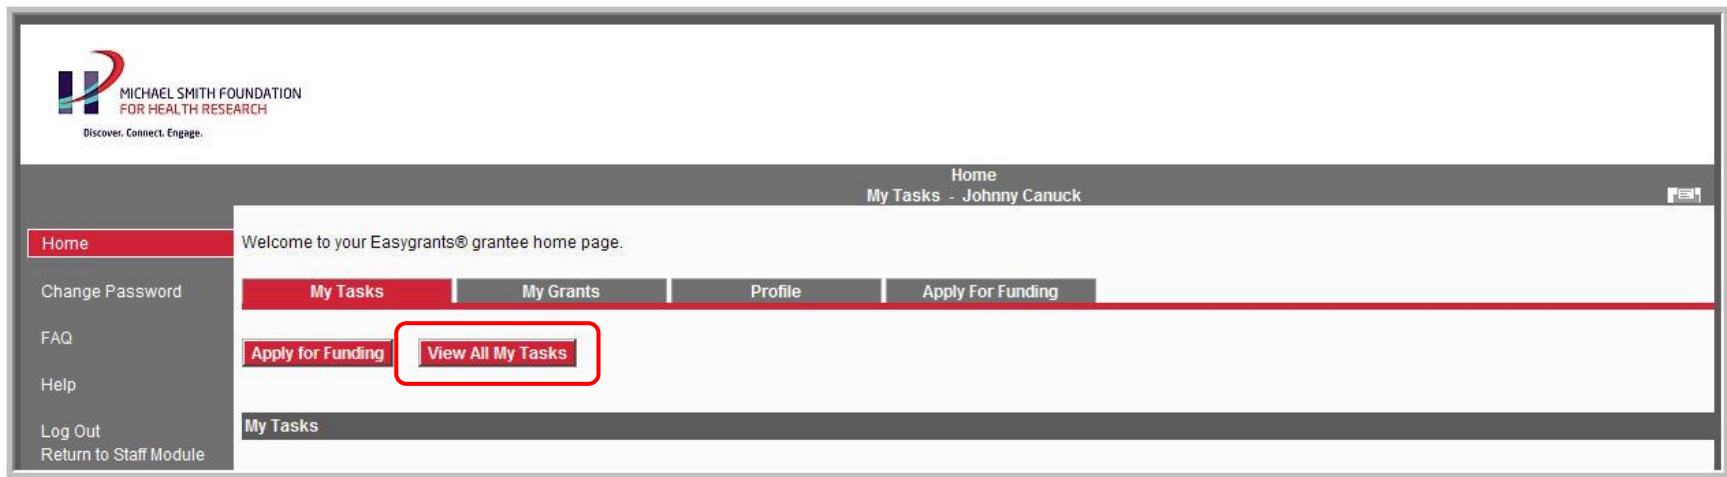 MICHAEL SMITH FOUNDATION
FOR HEALTH RESEARCH
Discover. Connect. Engage.
Home
My Tasks - Johnny Canuck
Home
Welcome to your Easygrants® grantee home page.
Change Password
My Tasks
My Grants
Profile
Apply For Funding
FAQ
Apply for Funding
View All My Tasks
Help
Log Out
My Tasks
Return to Staff Module